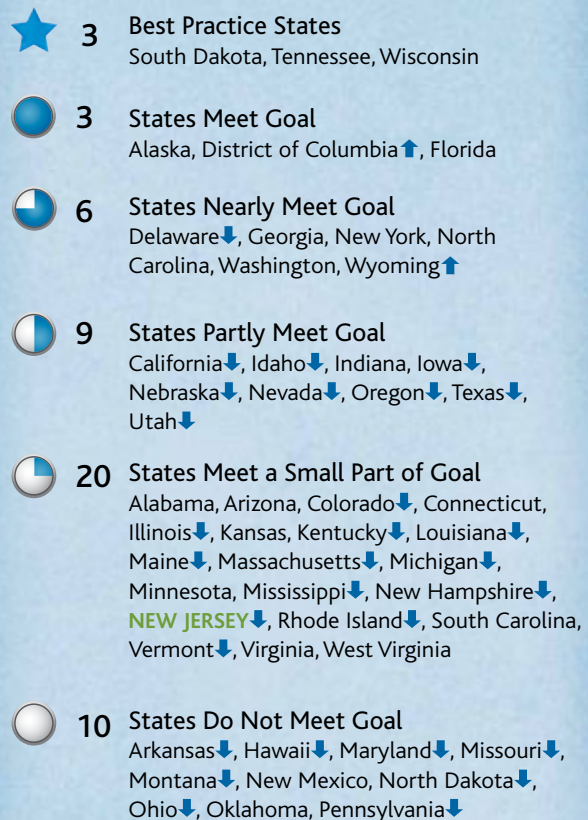 3 Best Practice States
South Dakota, Tennessee, Wisconsin
3 States Meet Goal
Alaska, District of Columbia⬆, Florida
6 States Nearly Meet Goal
Delaware⬇, Georgia, New York, North
Carolina, Washington, Wyoming⬆
9 States Partly Meet Goal
California⬇, Idaho⬇, Indiana, Iowa⬇,
Nebraska⬇, Nevada⬇, Oregon⬇, Texas⬇,
Utah⬇
20 States Meet a Small Part of Goal
Alabama, Arizona, Colorado⬇, Connecticut,
Illinois⬇, Kansas, Kentucky⬇, Louisiana⬇,
Maine⬇, Massachusetts⬇, Michigan⬇,
Minnesota, Mississippi⬇, New Hampshire⬇,
NEW JERSEY⬇, Rhode Island⬇, South Carolina,
Vermont⬇, Virginia, West Virginia
10 States Do Not Meet Goal
Arkansas⬇, Hawaii⬇, Maryland⬇, Missouri⬇,
Montana⬇, New Mexico, North Dakota⬇,
Ohio⬇, Oklahoma, Pennsylvania⬇